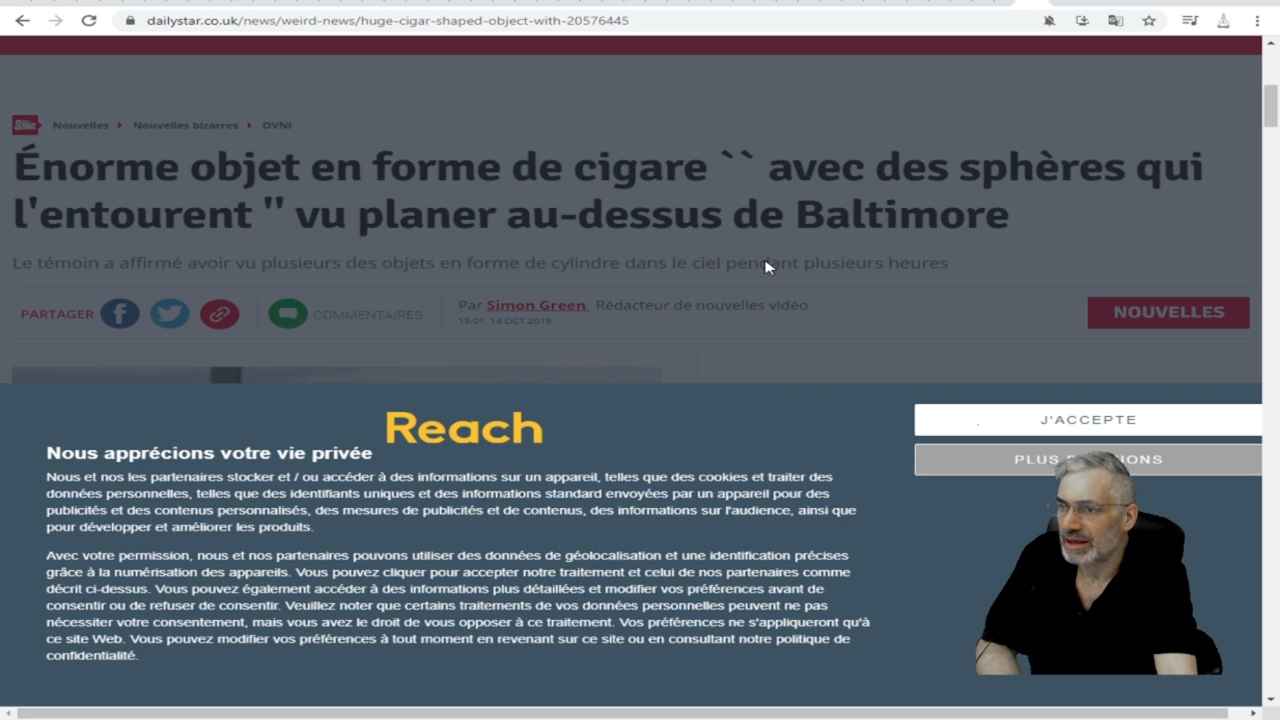 dailystar.co.uk/news/weird-news/huge-cigar-shaped-object-with-20576445
Star Nouvelles Nouvelles bizarres OVNI
Énorme objet en forme de cigare `` avec des sphères qui
l'entourent '' vu planer au-dessus de Baltimore
Le témoin a affirmé avoir vu plusieurs des objets en forme de cylindre dans le ciel pendant plusieurs heures
PARTAGER COMMENTAIRES Par Simon Green Rédacteur de nouvelles vidéo
15:01, 14 OCT.2019
NOUVELLES
Reach
Nous apprécions votre vie privée
Nous et nos les partenaires stocker et / ou accéder à des informations sur un appareil, telles que des cookies et traiter des
données personnelles, telles que des identifiants uniques et des informations standard envoyées par un appareil pour des
publicités et des contenus personnalisés, des mesures de publicités et de contenus, des informations sur l'audience, ainsi que
pour développer et améliorer les produits.
Avec votre permission, nous et nos partenaires pouvons utiliser des données de géolocalisation et une identification précises
grâce à la numérisation des appareils. Vous pouvez cliquer pour accepter notre traitement et celui de nos partenaires comme
décrit ci-dessus. Vous pouvez également accéder à des informations plus détaillées et modifier vos préférences avant de
consentir ou de refuser de consentir. Veuillez noter que certains traitements de vos données personnelles peuvent ne pas
nécessiter votre consentement, mais vous avez le droit de vous opposer à ce traitement. Vos préférences ne s'appliqueront qu'à
ce site Web. Vous pouvez modifier vos préférences à tout moment en revenant sur ce site ou en consultant notre politique de
confidentialité.
J'ACCEPTE
PLUS